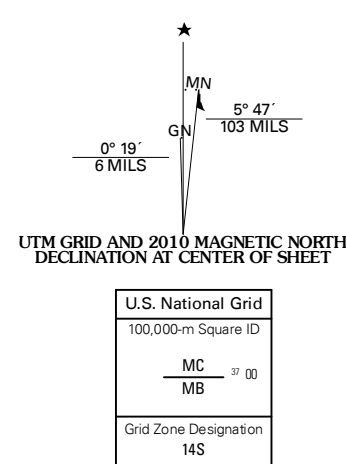 MN
5° 47´
103 MILS
GN
0° 19´
6 MILS
UTM GRID AND 2010 MAGNETIC NORTH
DECLINATION AT CENTER OF SHEET
U.S. National Grid
100,000-m Square ID
MC
37 00
MB
Grid Zone Designation
14S